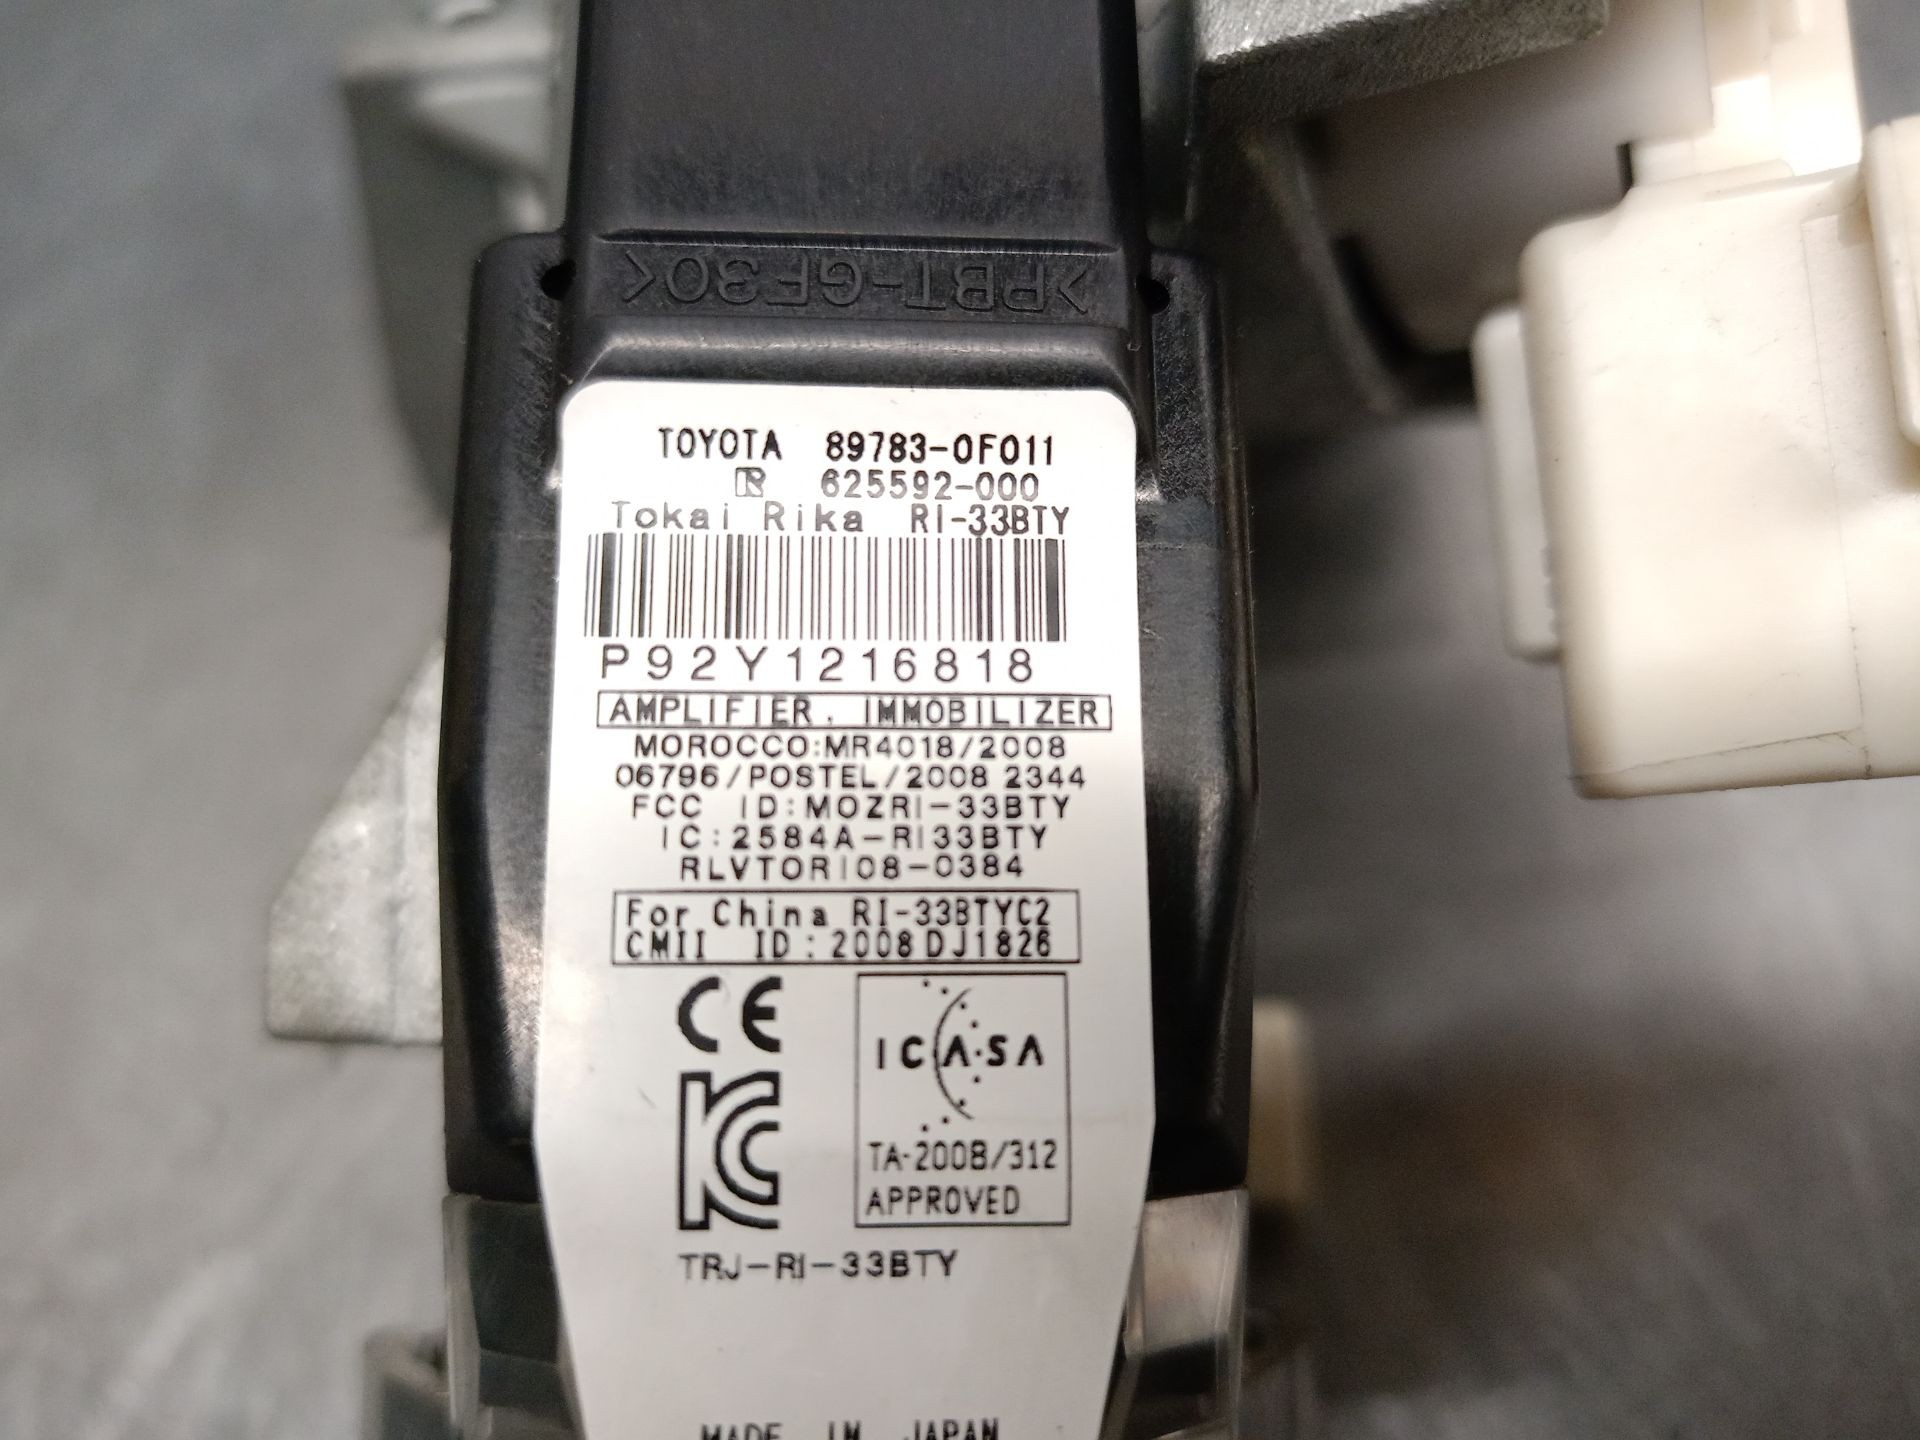 >PBT-GF30<
TOYOTA 89783-0F011
R 625592-000
Tokai Rika RI-33BTY
P92Y1216818
AMPLIFIER, IMMOBILIZER
MOROCCO:MR4018/2008
06796/POSTEL/2008 2344
FCC ID:MOZRI-33BTY
IC:2584A-RI33BTY
RLVTORI08-0384
For China RI-33BTYC2
CMII ID:2008DJ1826
CE
ICASA
KC
TA-2008/312
APPROVED
TRJ-RI-33BTY
MADE IN JAPAN